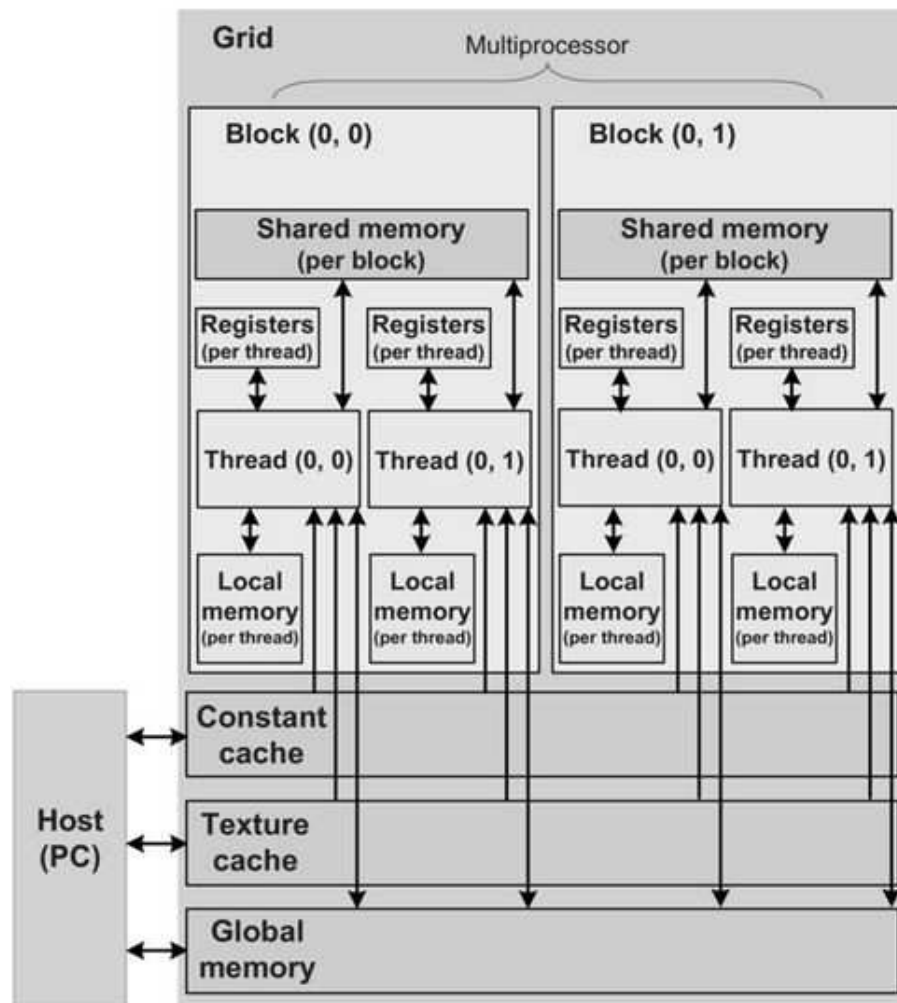 Grid
Multiprocessor
Block (0, 0)
Block (0, 1)
Shared memory
(per block)
Shared memory
(per block)
Registers
(per thread)
Registers
(per thread)
Registers
(per thread)
Registers
(per thread)
Thread (0, 0)
Thread (0, 1)
Thread (0, 0)
Thread (0, 1)
Local
memory
(per thread)
Local
memory
(per thread)
Local
memory
(per thread)
Local
memory
(per thread)
Host
(PC)
Constant
cache
Texture
cache
Global
memory